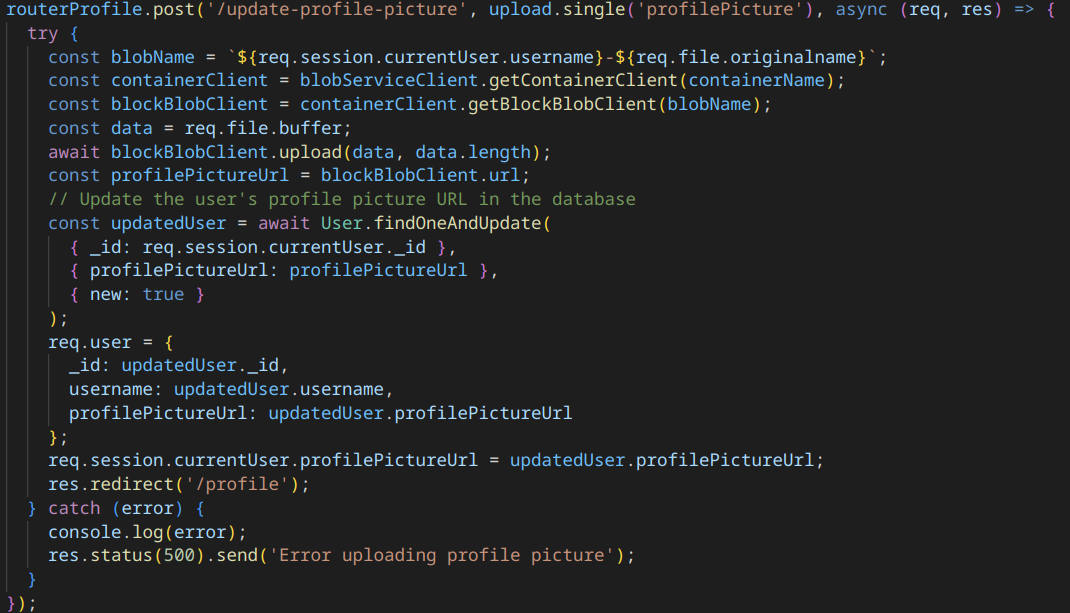 routerProfile.post('/update-profile-picture', upload.single('profilePicture'), async (req, res) => {
  try {
    const blobName = `${req.session.currentUser.username}-${req.file.originalname}`;
    const containerClient = blobServiceClient.getContainerClient(containerName);
    const blockBlobClient = containerClient.getBlockBlobClient(blobName);
    const data = req.file.buffer;
    await blockBlobClient.upload(data, data.length);
    const profilePictureUrl = blockBlobClient.url;
    // Update the user's profile picture URL in the database
    const updatedUser = await User.findOneAndUpdate(
      { _id: req.session.currentUser._id },
      { profilePictureUrl: profilePictureUrl },
      { new: true }
    );
    req.user = {
      _id: updatedUser._id,
      username: updatedUser.username,
      profilePictureUrl: updatedUser.profilePictureUrl
    };
    req.session.currentUser.profilePictureUrl = updatedUser.profilePictureUrl;
    res.redirect('/profile');
  } catch (error) {
    console.log(error);
    res.status(500).send('Error uploading profile picture');
  }
});